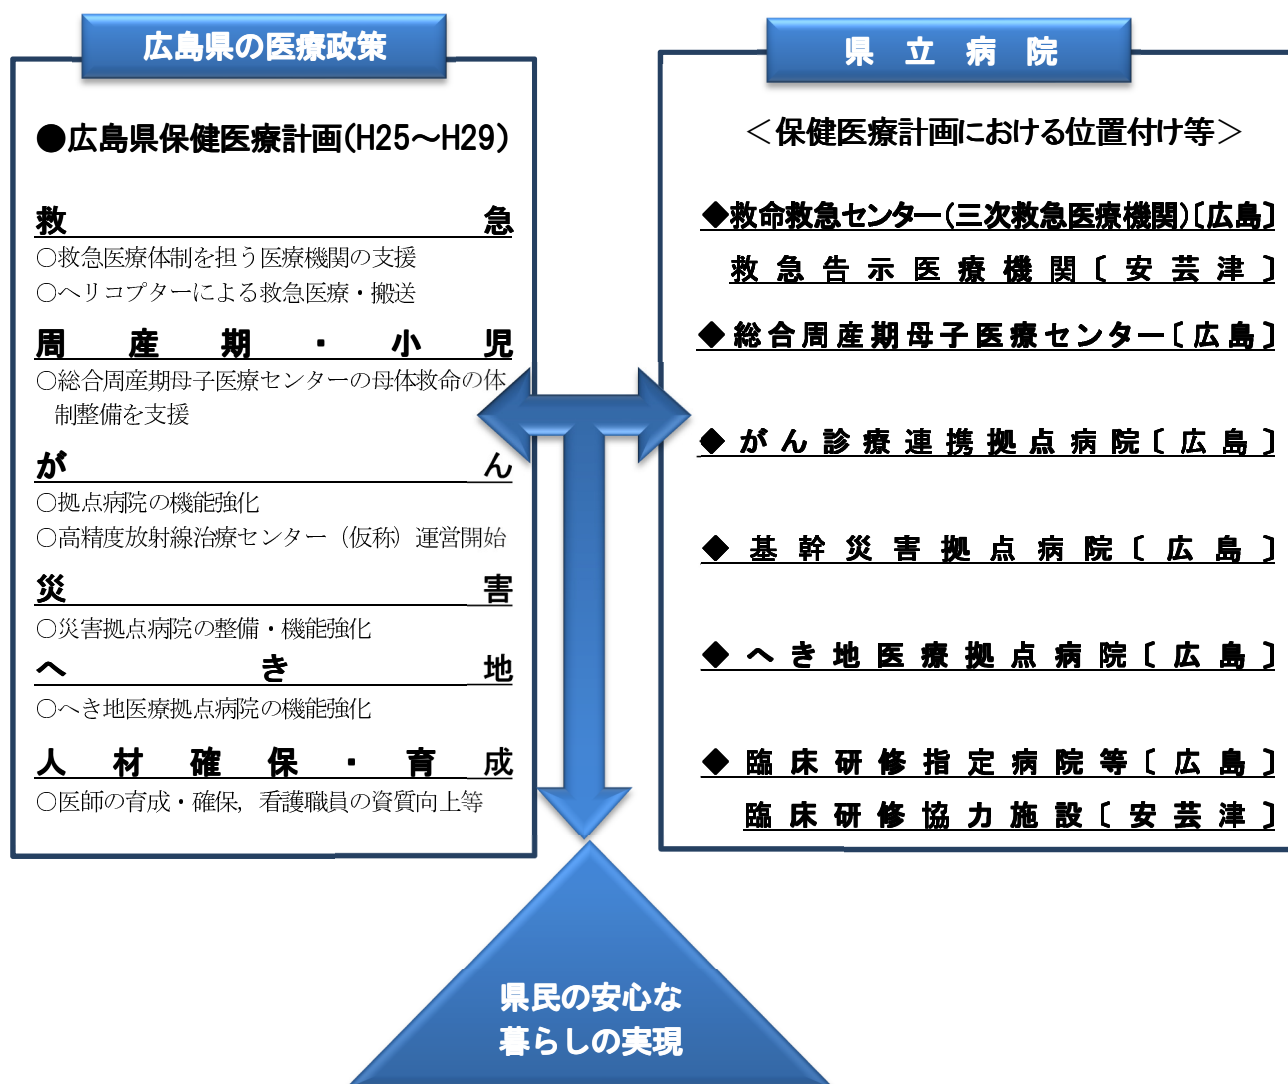 広島県の医療政策
●広島県保健医療計画(H25～H29)
救急
○救急医療体制を担う医療機関の支援
○ヘリコプターによる救急医療・搬送
周産期・小児
○総合周産期母子医療センターの母体救命の体
制整備を支援
がん
○拠点病院の機能強化
○高精度放射線治療センター（仮称）運営開始
災害
○災害拠点病院の整備・機能強化
へき地
○へき地医療拠点病院の機能強化
人材確保・育成
○医師の育成・確保，看護職員の資質向上等
県立病院
＜保健医療計画における位置付け等＞
◆救命救急センター(三次救急医療機関)〔広島〕
救急告示医療機関〔安芸津〕
◆総合周産期母子医療センター〔広島〕
◆がん診療連携拠点病院〔広島〕
◆基幹災害拠点病院〔広島〕
◆へき地医療拠点病院〔広島〕
◆臨床研修指定病院等〔広島〕
臨床研修協力施設〔安芸津〕
県民の安心な
暮らしの実現